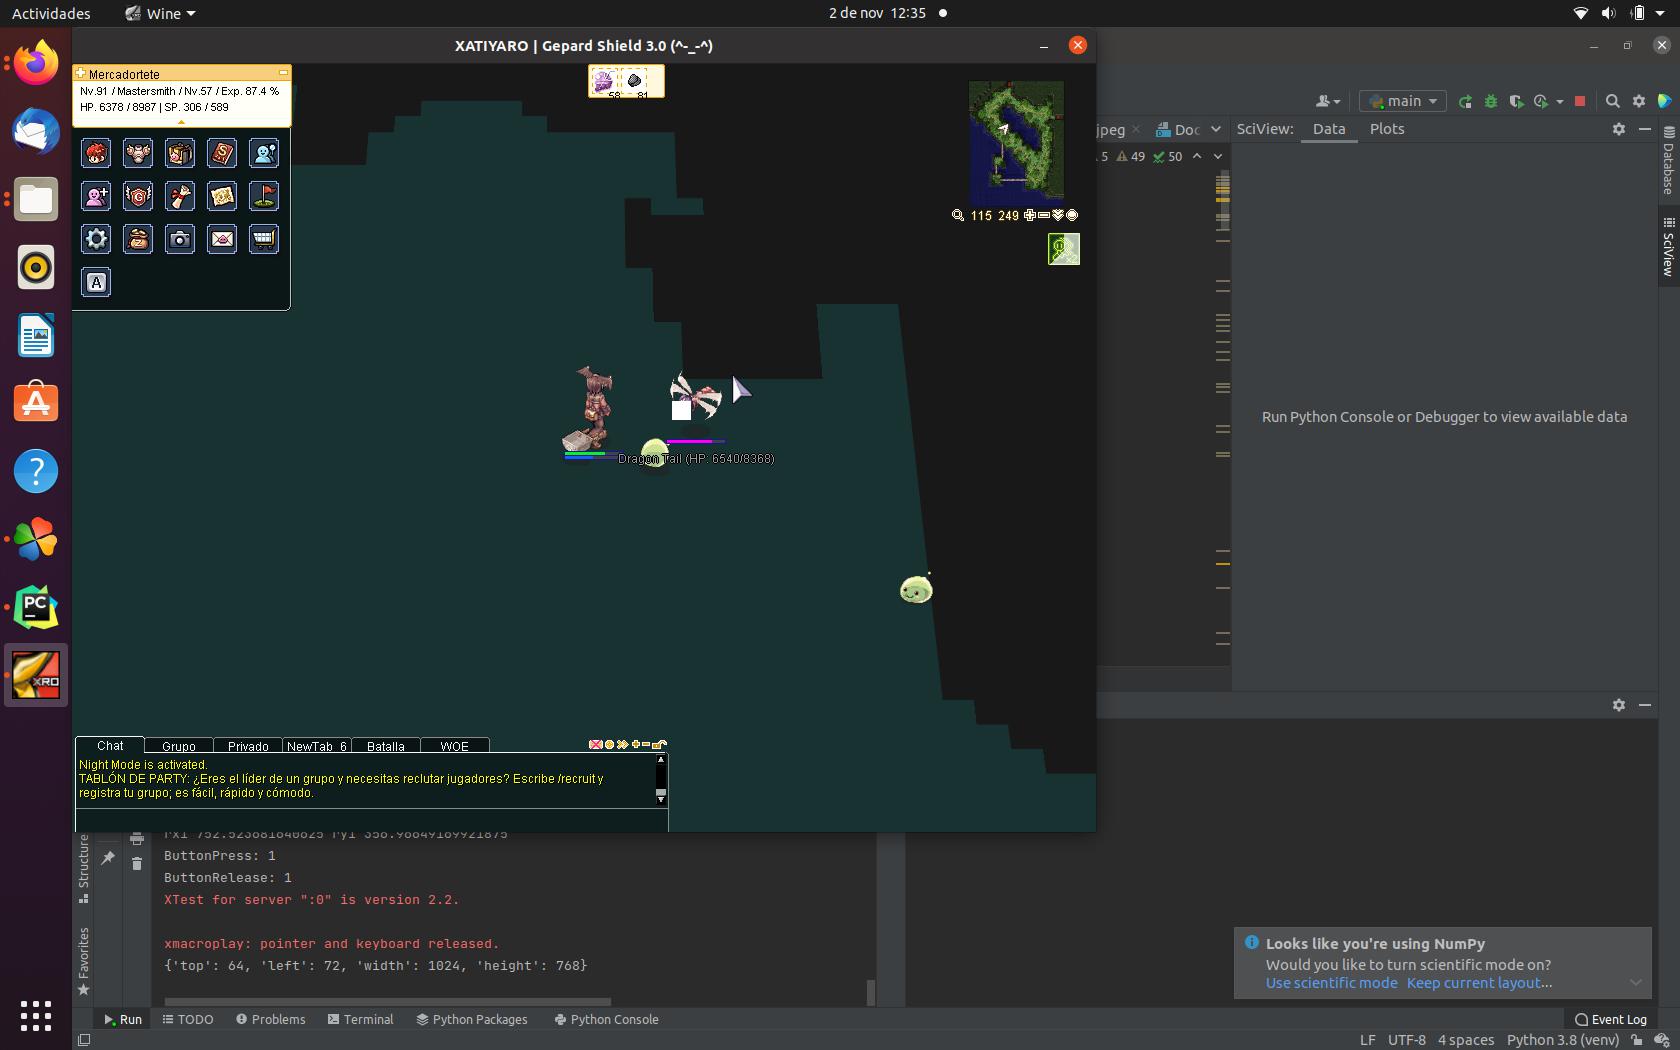 Actividades
Wine
2 de nov 12:35
XATIYARO | Gepard Shield 3.0 (^-_-^)
Mercadortete
Nv.91 / Mastersmith / Nv.57 / Exp. 87.4 %
HP. 6378 / 8987 | SP. 306 / 589
58
81
115 249
x2
A
Dragon Tail (HP: 6540/8368)
Chat
Grupo
Privado
NewTab_6
Batalla
WOE
Night Mode is activated.
TABLÓN DE PARTY: ¿Eres el líder de un grupo y necesitas reclutar jugadores? Escribe /recruit y
registra tu grupo; es fácil, rápido y cómodo.
main
jpeg
Doc
SciView:
Data
Plots
5
49
50
Database
SciView
Run Python Console or Debugger to view available data
PC
XRO
Structure
Favorites
ButtonPress: 1
ButtonRelease: 1
XTest for server ":0" is version 2.2.
xmacroplay: pointer and keyboard released.
{'top': 64, 'left': 72, 'width': 1024, 'height': 768}
Looks like you're using NumPy
Would you like to turn scientific mode on?
Use scientific mode Keep current layout...
Run
TODO
Problems
Terminal
Python Packages
Python Console
Event Log
LF UTF-8 4 spaces Python 3.8 (venv)